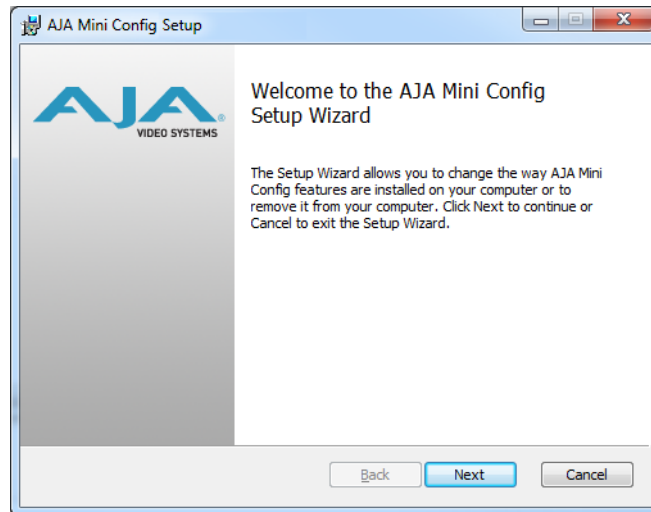 AJA Mini Config Setup
AJA
VIDEO SYSTEMS
Welcome to the AJA Mini Config
Setup Wizard
The Setup Wizard allows you to change the way AJA Mini
Config features are installed on your computer or to
remove it from your computer. Click Next to continue or
Cancel to exit the Setup Wizard.
Back Next Cancel